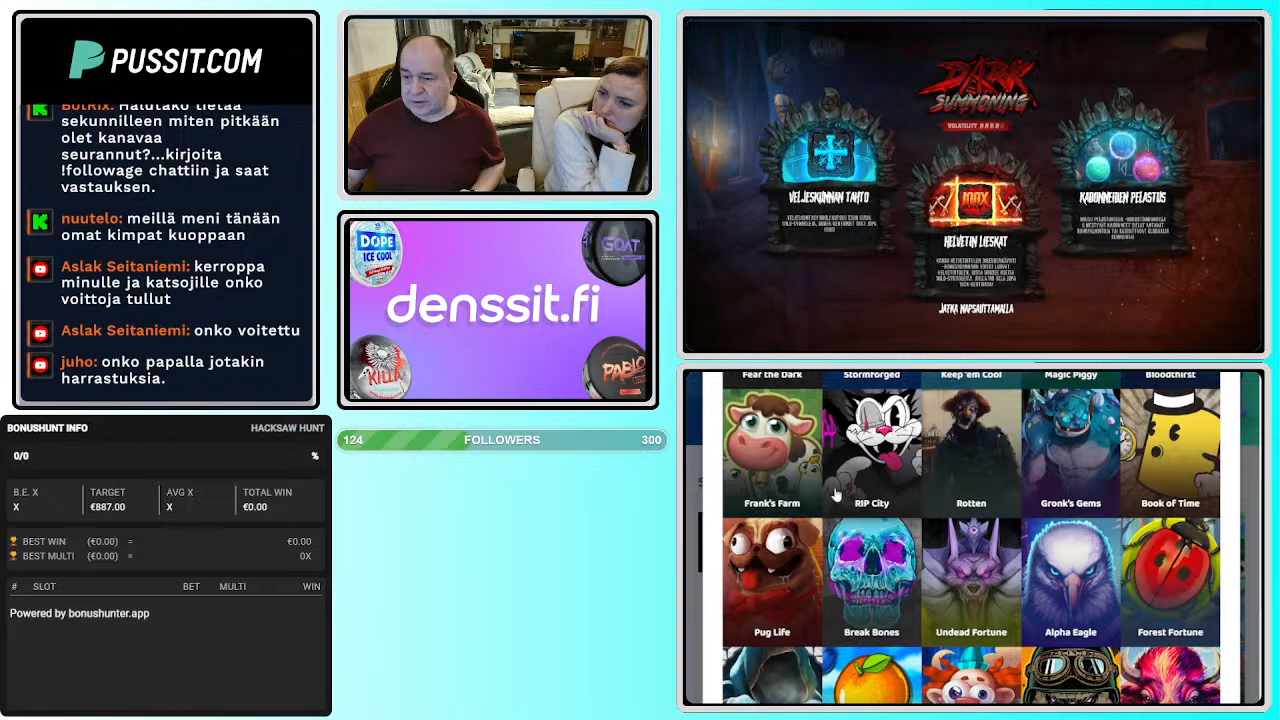 PUSSIT.COM
BotRix: Halutako tietää
sekunnilleen miten pitkään
olet kanavaa
seurannut?...kirjoita
!followage chattiin ja saat
vastauksen.
nuutelo: meillä meni tänään
omat kimpat kuoppaan
Aslak Seitaniemi: kerroppa
minulle ja katsojille onko
voittoja tullut
Aslak Seitaniemi: onko voitettu
juho: onko papalla jotakin
harrastuksia.
DOPE
ICE COOL
GOAT
denssit.fi
KILLA
PABLO
124 FOLLOWERS 300
BONUSHUNT INFO HACKSAW HUNT
0/0 %
B.E. X TARGET AVG X TOTAL WIN
X €887.00 X €0.00
BEST WIN (€0.00) = €0.00
BEST MULTI (€0.00) = 0X
# SLOT BET MULTI WIN
Powered by bonushunter.app
DARK
SUMMONING
VOLATILITY
VELJESKUNNAN TAHTO
HELVETIN LIESKAT
KADONNEIDEN PELASTUS
JATKA NAPSAUTTAMALLA
Fear the Dark Stormforged Keep 'em Cool Magic Piggy Bloodthirst
Frank's Farm RIP City Rotten Gronk's Gems Book of Time
Pug Life Break Bones Undead Fortune Alpha Eagle Forest Fortune